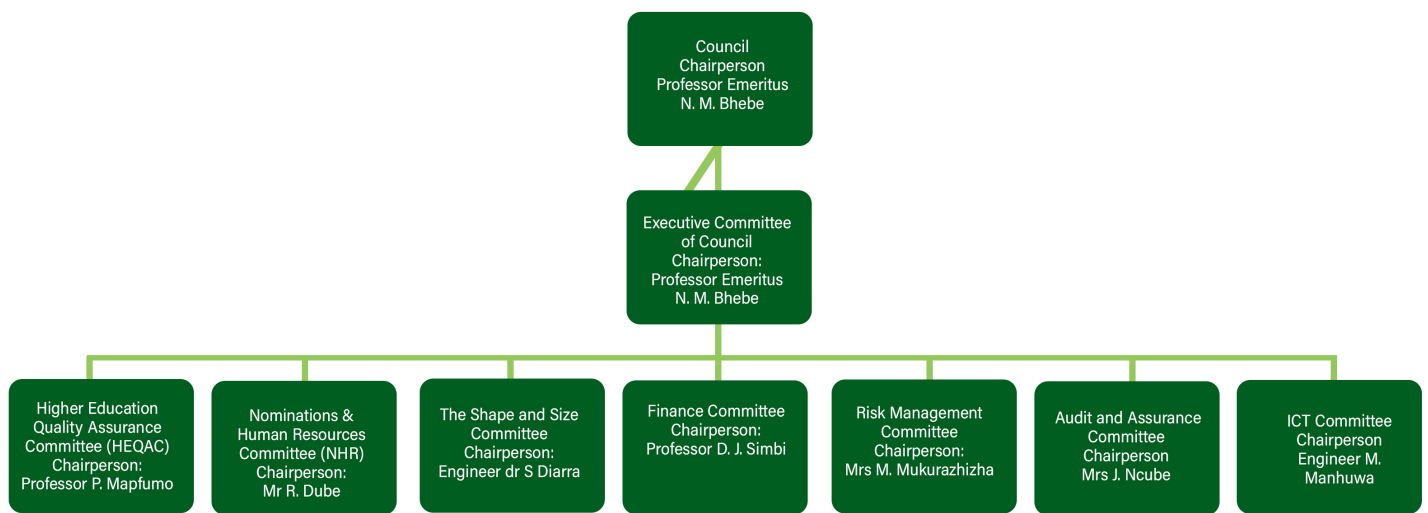 Council
Chairperson
Professor Emeritus
N. M. Bhebe
Executive Committee
of Council
Chairperson:
Professor Emeritus
N. M. Bhebe
Higher Education
Quality Assurance
Committee (HEQAC)
Chairperson:
Professor P. Mapfumo
Nominations &
Human Resources
Committee (NHR)
Chairperson:
Mr R. Dube
The Shape and Size
Committee
Chairperson:
Engineer dr S Diarra
Finance Committee
Chairperson:
Professor D. J. Simbi
Risk Management
Committee
Chairperson:
Mrs M. Mukurazhizha
Audit and Assurance
Committee
Chairperson
Mrs J. Ncube
ICT Committee
Chairperson
Engineer M.
Manhuwa